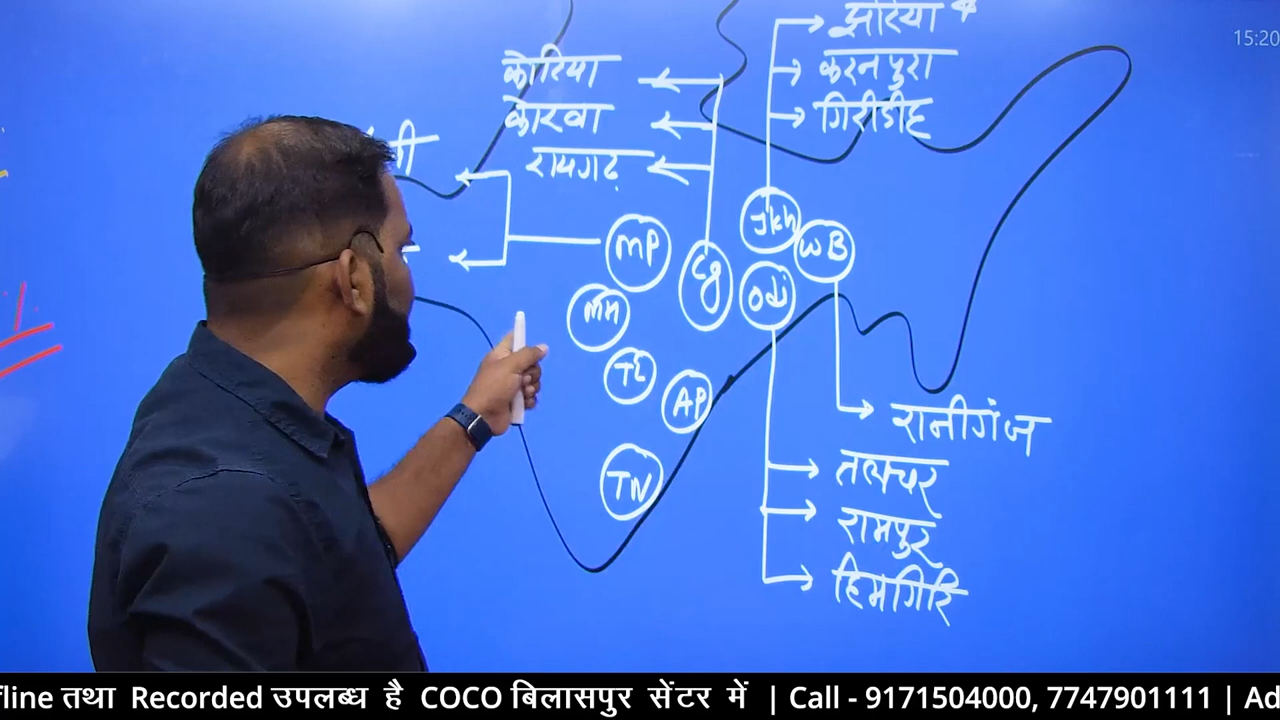 झरिया *
15:20
कोरिया
करनपुरा
कोरवा
गिरीडीह
रायगढ़
Jkh
MP
WB
Cg
Odi
MH
TL
AP
रानीगंज
तलचर
TN
रामपुर
हिमगिरि
fline तथा Recorded उपलब्ध है COCO बिलासपुर सेंटर में | Call - 9171504000, 7747901111 | Ad